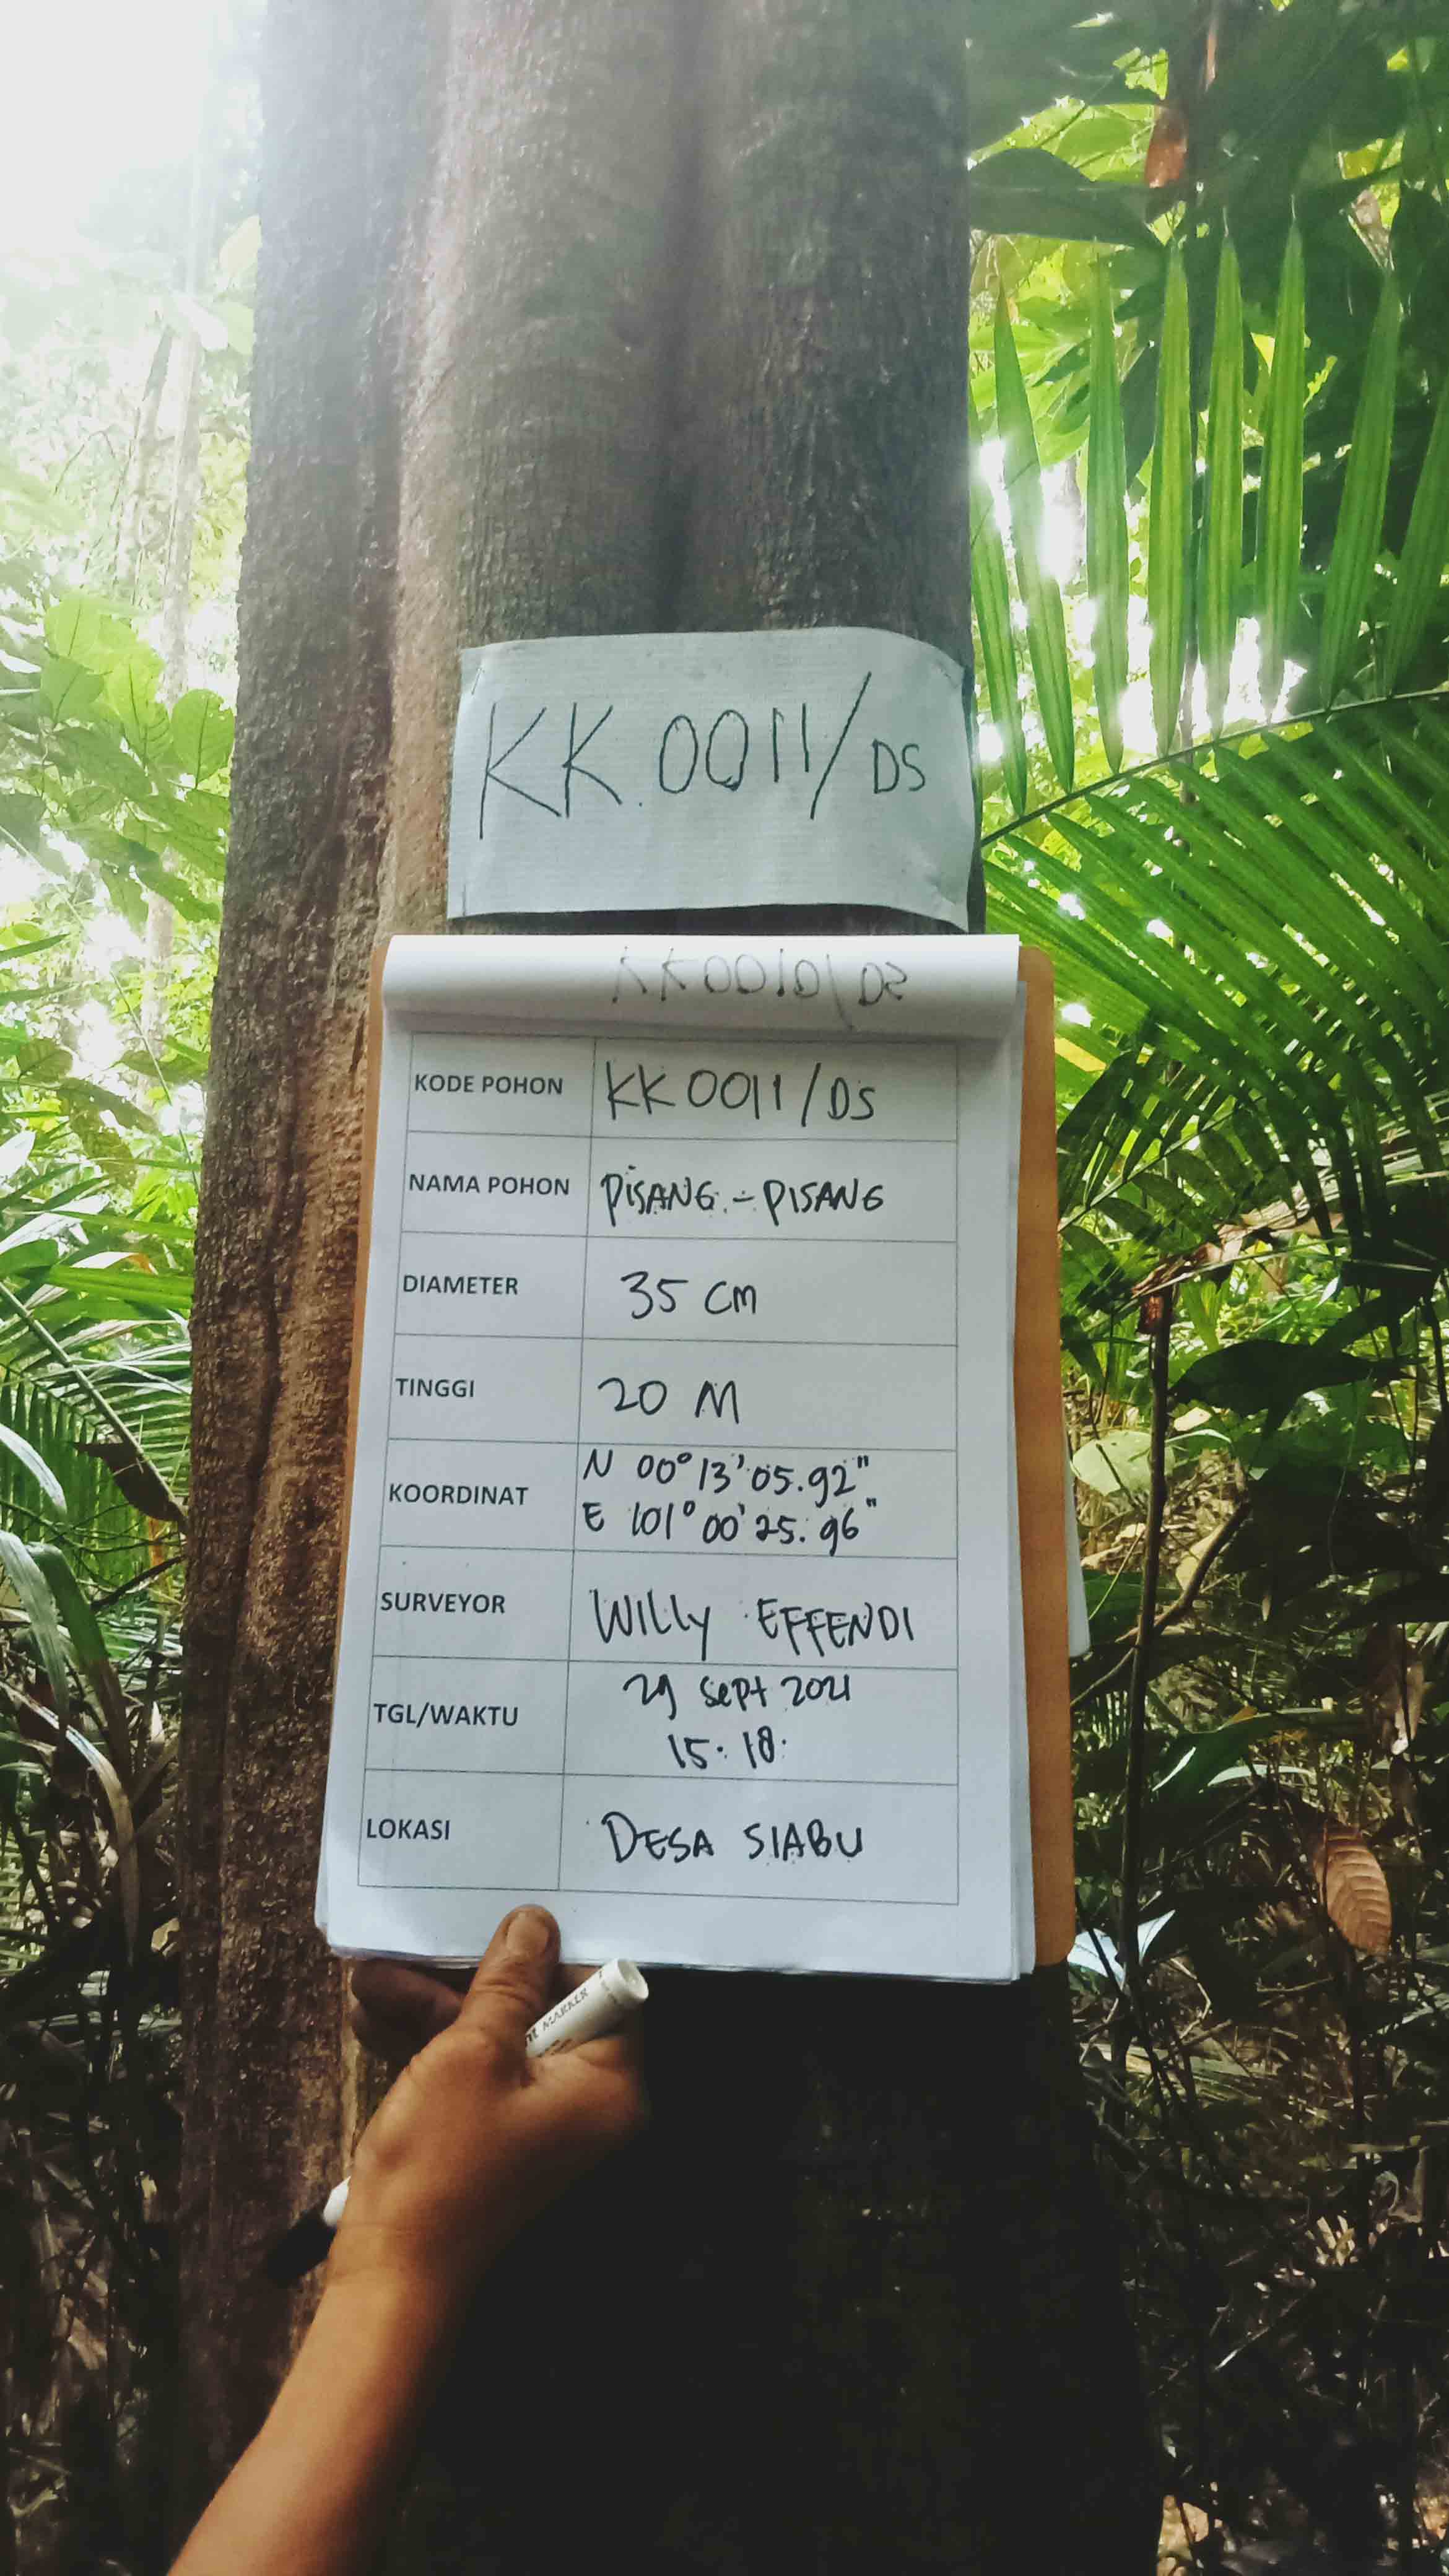 KK.0011/DS
KK0010/DS
KODE POHON KK0011/DS
NAMA POHON PISANG-PISANG
DIAMETER 35 CM
TINGGI 20 M
KOORDINAT N 00°13'05.92"
E 101°00'25.96"
SURVEYOR WILLY EFFENDI
TGL/WAKTU 29 Sept 2021
15:18
LOKASI DESA SIABU
MARKER